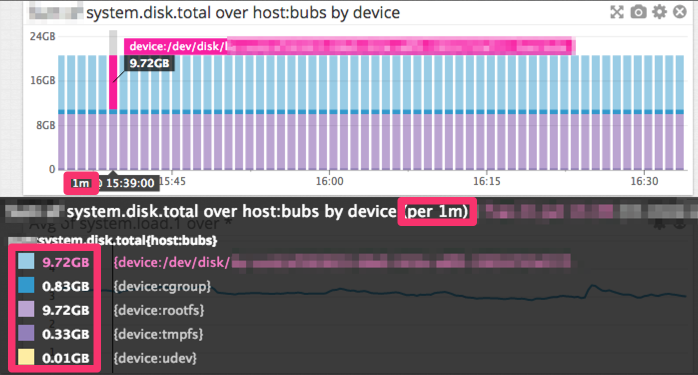 system.disk.total over host:bubs by device
24GB
device:/dev/disk/
9.72GB
16GB
8GB
0
1m @ 15:39:00
15:45
16:00
16:15
16:30
system.disk.total over host:bubs by device (per 1m)
Avg of system.load.1 over *
system.disk.total{host:bubs}
9.72GB {device:/dev/disk/
0.83GB {device:cgroup}
9.72GB {device:rootfs}
0.33GB {device:tmpfs}
0.01GB {device:udev}